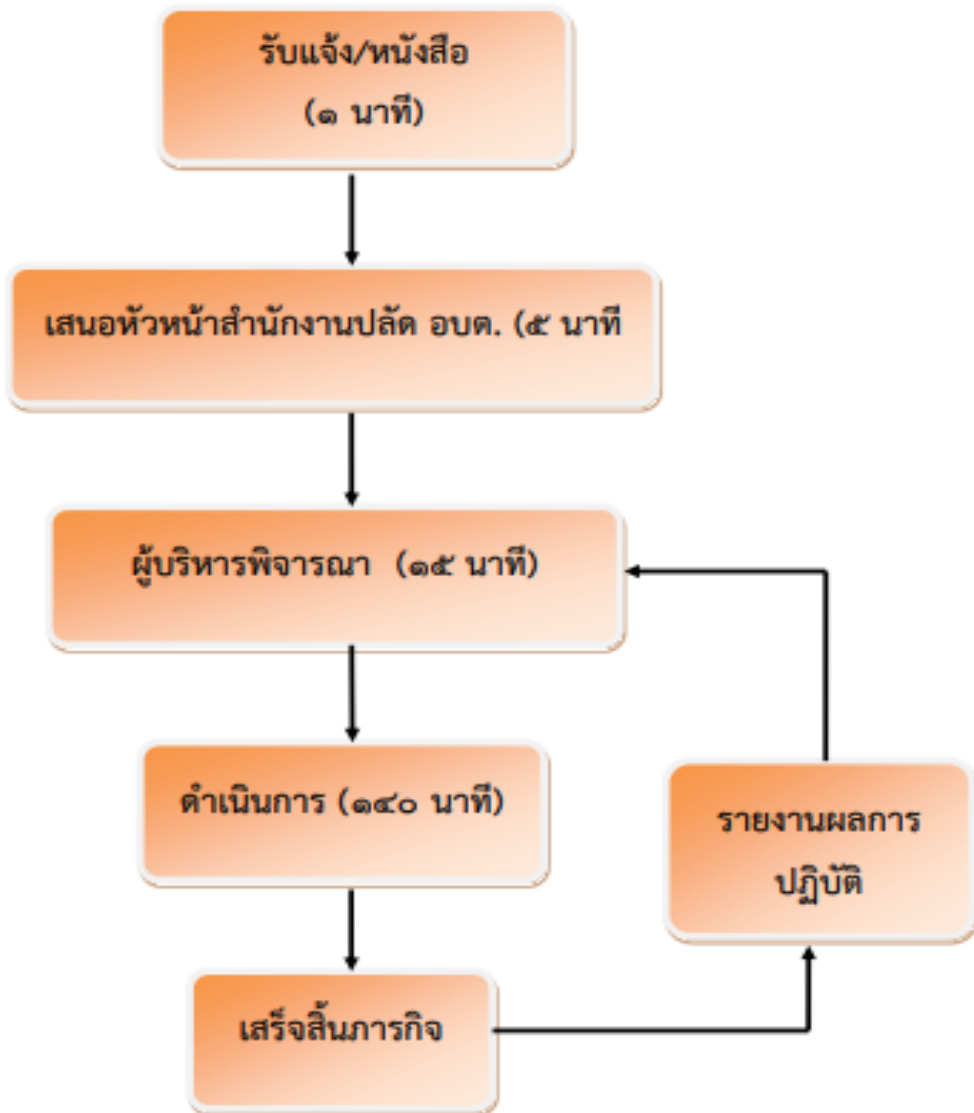 รับแจ้ง/หนังสือ
(๑ นาที)
เสนอหัวหน้าสำนักงานปลัด อบต. (๕ นาที
ผู้บริหารพิจารณา (๑๕ นาที)
ดำเนินการ (๑๔๐ นาที)
รายงานผลการ
ปฏิบัติ
เสร็จสิ้นภารกิจ